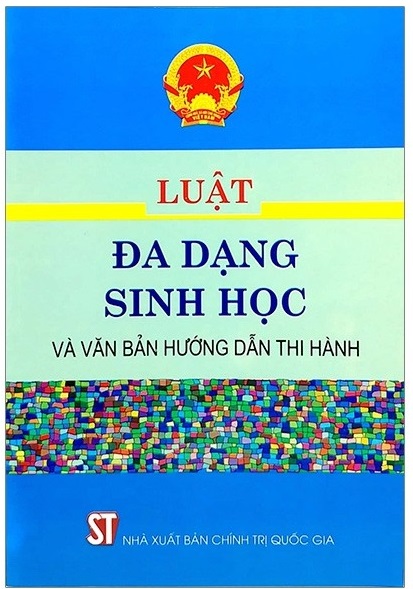 LUẬT
ĐA DẠNG
SINH HỌC
VÀ VĂN BẢN HƯỚNG DẪN THI HÀNH
ST
NHÀ XUẤT BẢN CHÍNH TRỊ QUỐC GIA